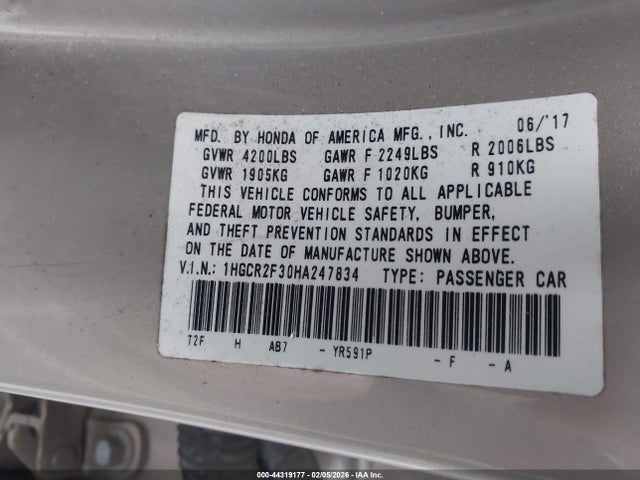 MFD. BY HONDA OF AMERICA MFG., INC. 06/'17
GVWR 4200LBS GAWR F 2249LBS R 2006LBS
GVWR 1905KG GAWR F 1020KG R 910KG
THIS VEHICLE CONFORMS TO ALL APPLICABLE
FEDERAL MOTOR VEHICLE SAFETY, BUMPER,
AND THEFT PREVENTION STANDARDS IN EFFECT
ON THE DATE OF MANUFACTURE SHOWN ABOVE.
V.I.N.: 1HGCR2F30HA247834 TYPE: PASSENGER CAR
T2F H AB7 - YR591P - F - A
000-44319177 - 02/05/2026 - IAA Inc.